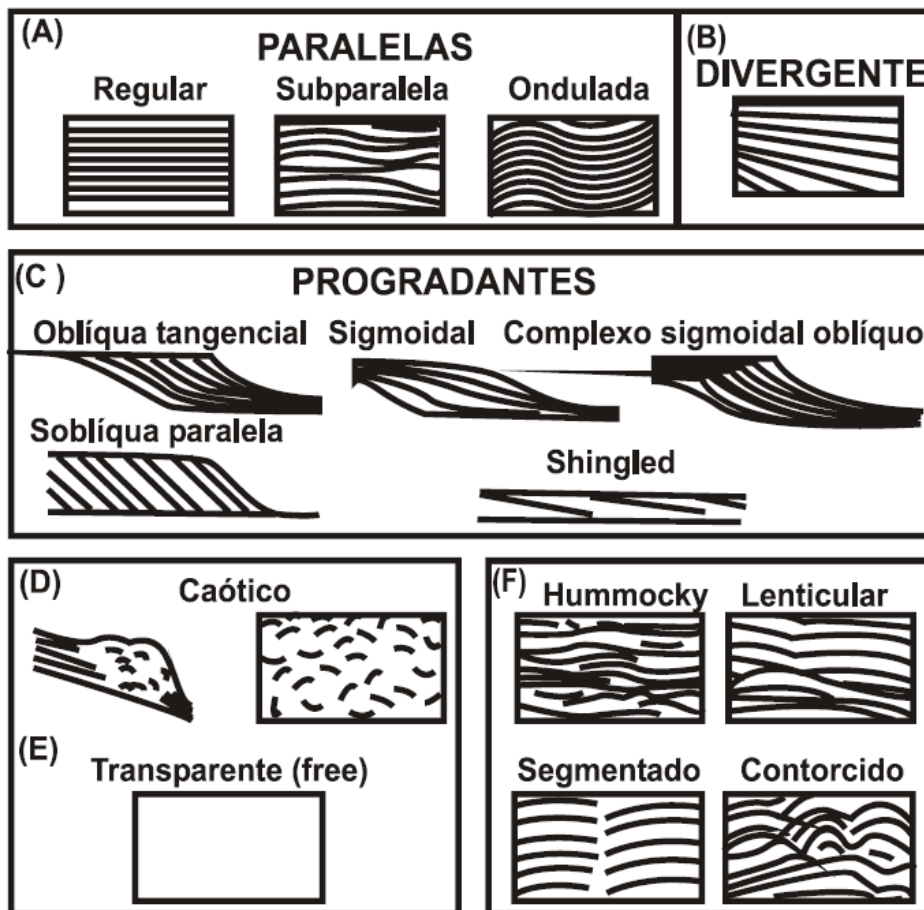 (A)
PARALELAS
Regular Subparalela Ondulada
(B)
DIVERGENTE
(C )
PROGRADANTES
Oblíqua tangencial Sigmoidal Complexo sigmoidal oblíquo
Soblíqua paralela
Shingled
(D)
Caótico
(E)
Transparente (free)
(F)
Hummocky Lenticular
Segmentado Contorcido